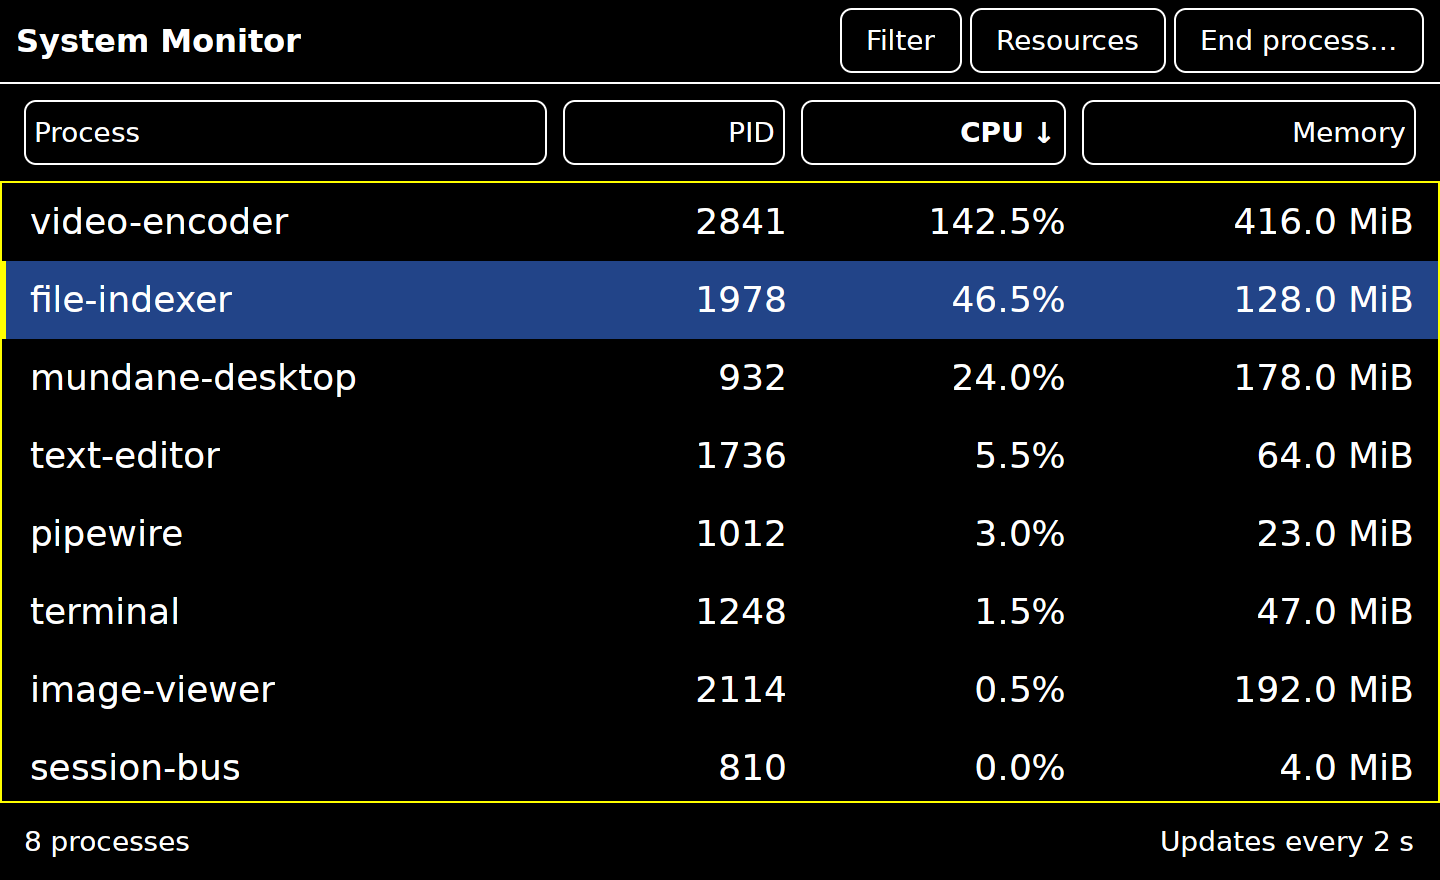 System Monitor Filter Resources End process...
Process PID CPU ↓ Memory
video-encoder 2841 142.5% 416.0 MiB
file-indexer 1978 46.5% 128.0 MiB
mundane-desktop 932 24.0% 178.0 MiB
text-editor 1736 5.5% 64.0 MiB
pipewire 1012 3.0% 23.0 MiB
terminal 1248 1.5% 47.0 MiB
image-viewer 2114 0.5% 192.0 MiB
session-bus 810 0.0% 4.0 MiB
8 processes Updates every 2 s